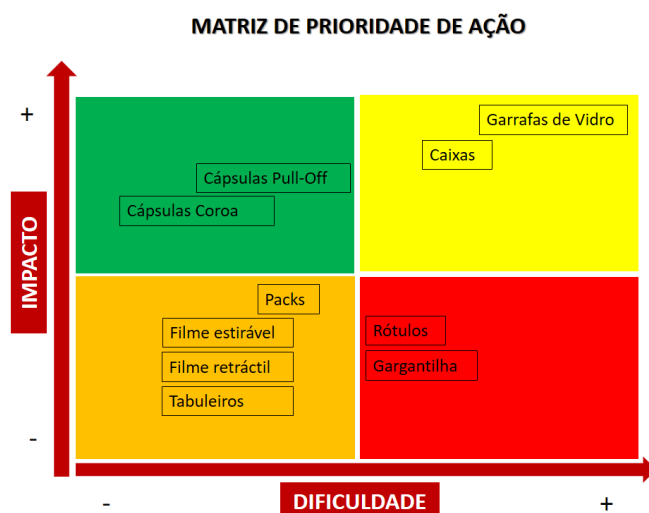 MATRIZ DE PRIORIDADE DE AÇÃO
+
Garrafas de Vidro
Caixas
Cápsulas Pull-Off
Cápsulas Coroa
IMPACTO
Packs
Filme estirável
Rótulos
Filme retráctil
Gargantilha
Tabuleiros
-
-
DIFICULDADE
+